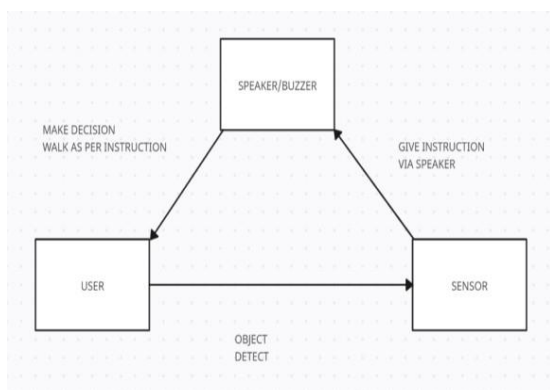 SPEAKER/BUZZER
MAKE DECISION
WALK AS PER INSTRUCTION
GIVE INSTRUCTION
VIA SPEAKER
USER
SENSOR
OBJECT
DETECT